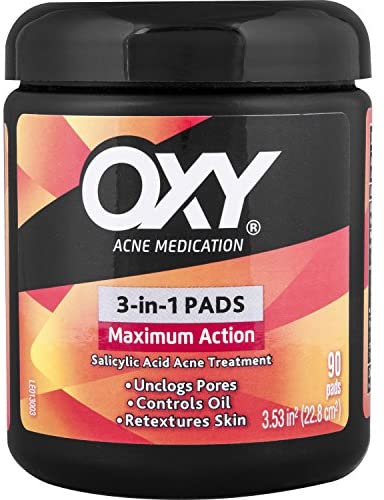 OXY®
ACNE MEDICATION
3-in-1 PADS
Maximum Action
Salicylic Acid Acne Treatment
•Unclogs Pores
•Controls Oil
•Retextures Skin
90
pads
3.53 in² (22.8 cm²)
LE013003